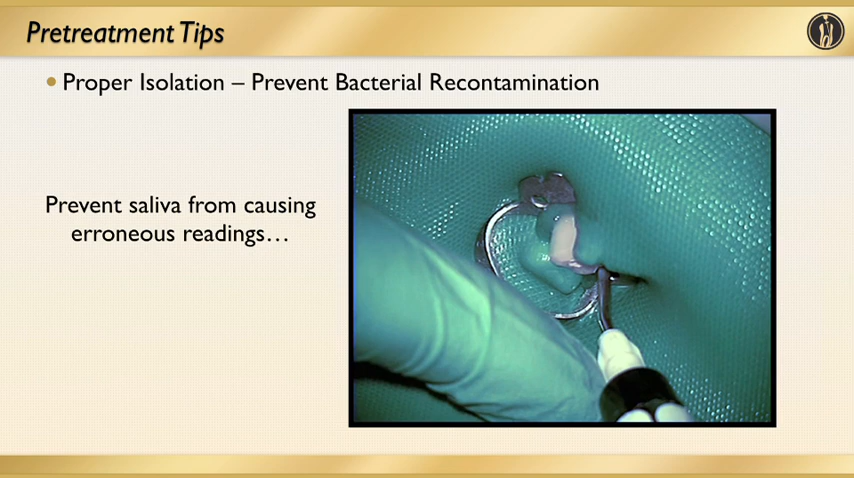 Pretreatment Tips
• Proper Isolation – Prevent Bacterial Recontamination
Prevent saliva from causing
erroneous readings…